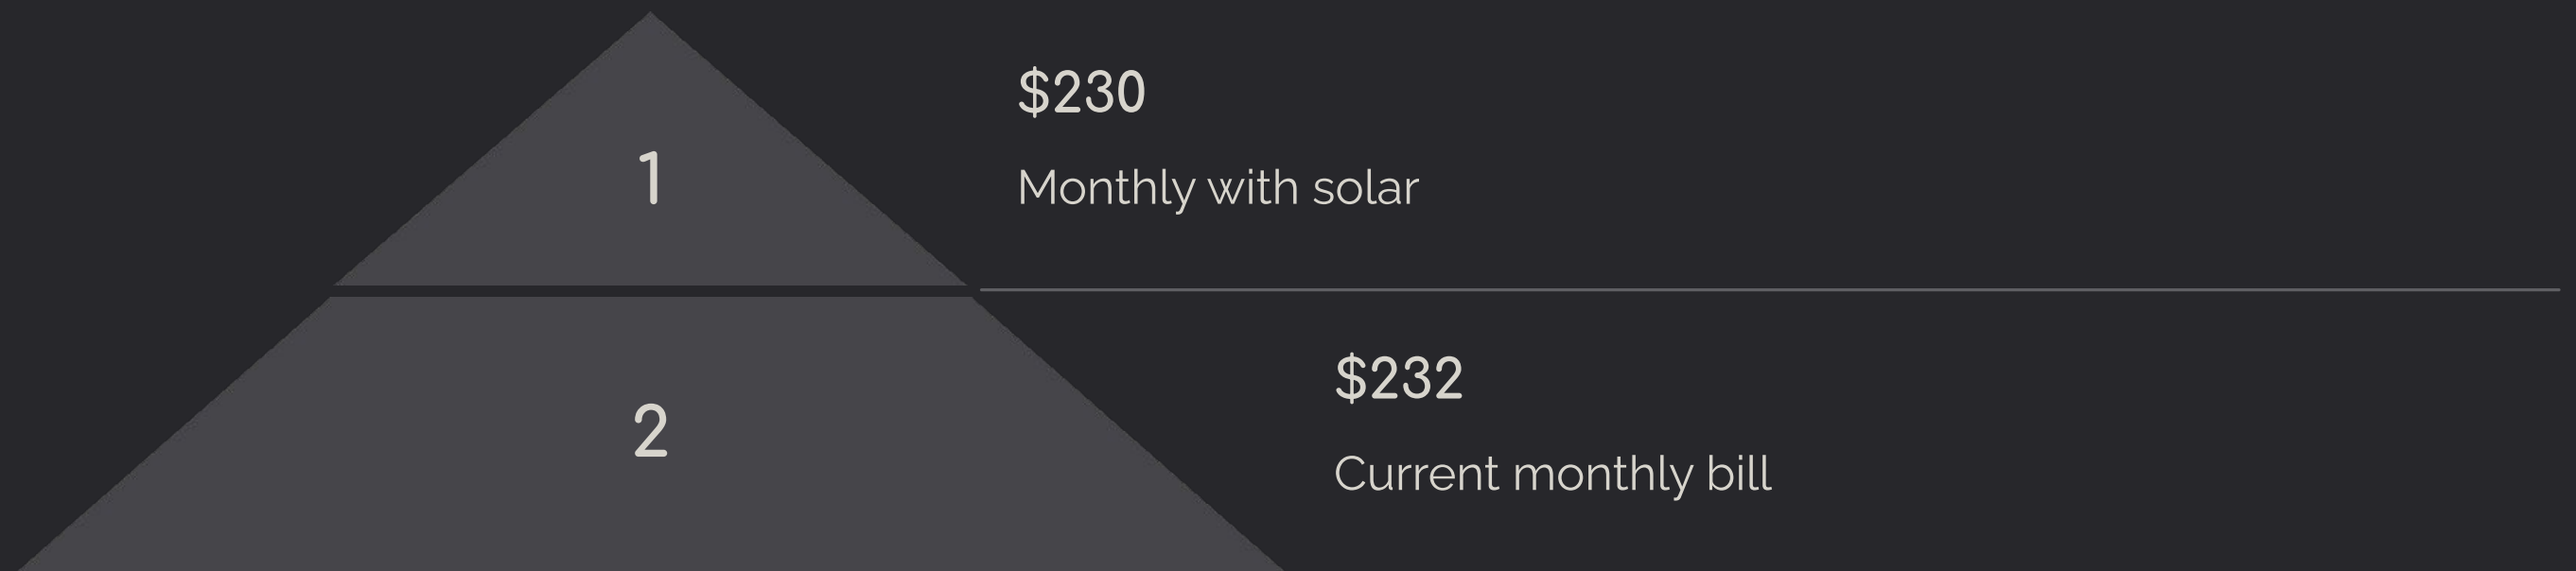 1
$230
Monthly with solar
2
$232
Current monthly bill